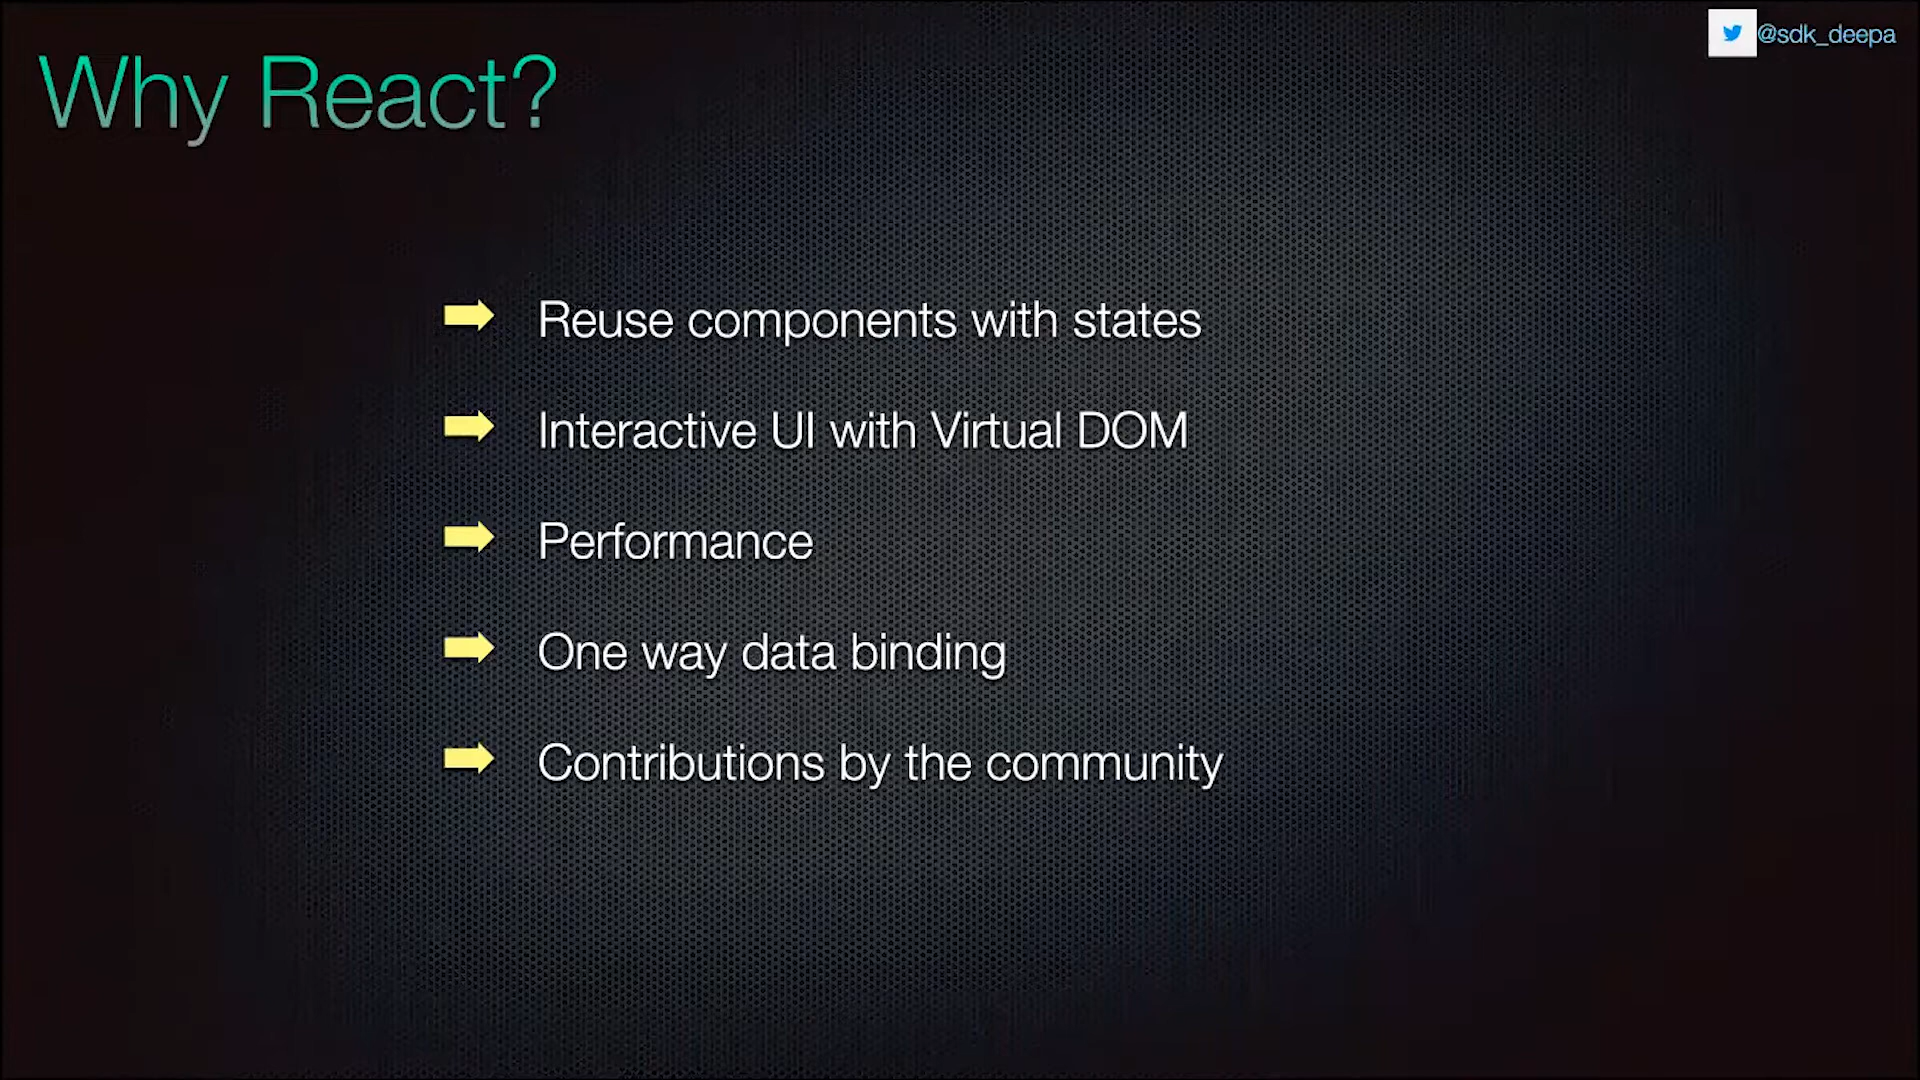 @sdk_deepa
Why React?
Reuse components with states
Interactive UI with Virtual DOM
Performance
One way data binding
Contributions by the community